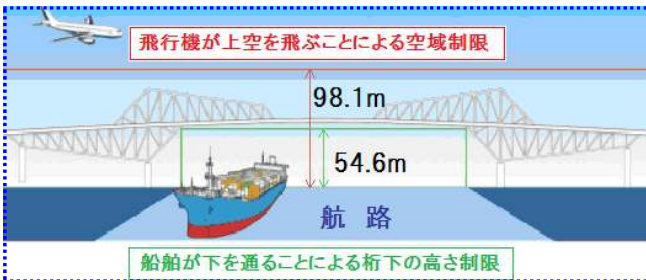 飛行機が上空を飛ぶことによる空域制限
98.1m
54.6m
航路
船舶が下を通ることによる桁下の高さ制限